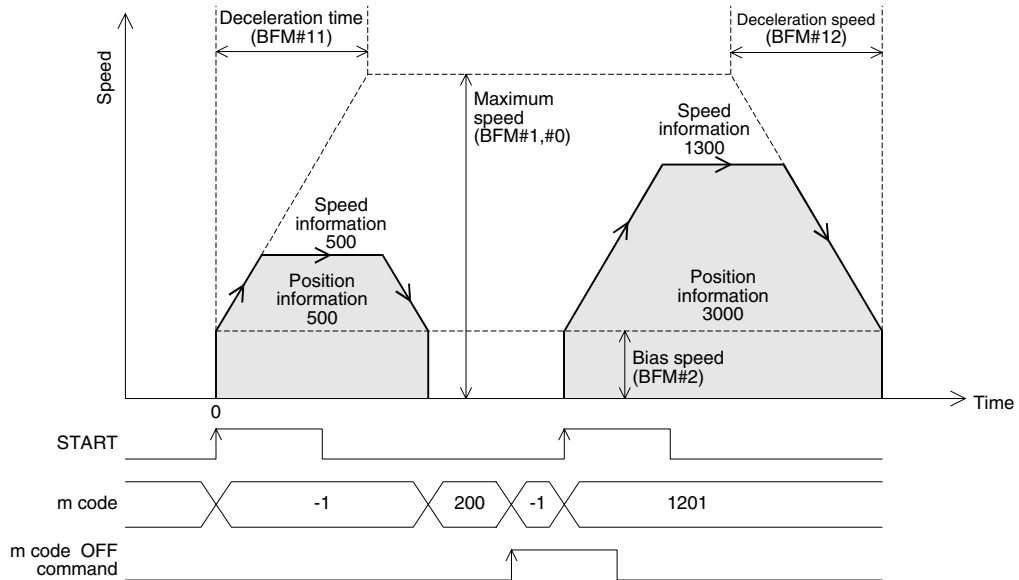 Deceleration time
(BFM#11)
Deceleration speed
(BFM#12)
Speed
Maximum
speed
(BFM#1,#0)
Speed
information
1300
Speed
information
500
Position
information
500
Position
information
3000
Bias speed
(BFM#2)
Time
0
START
m code
-1
200
-1
1201
m code OFF
command